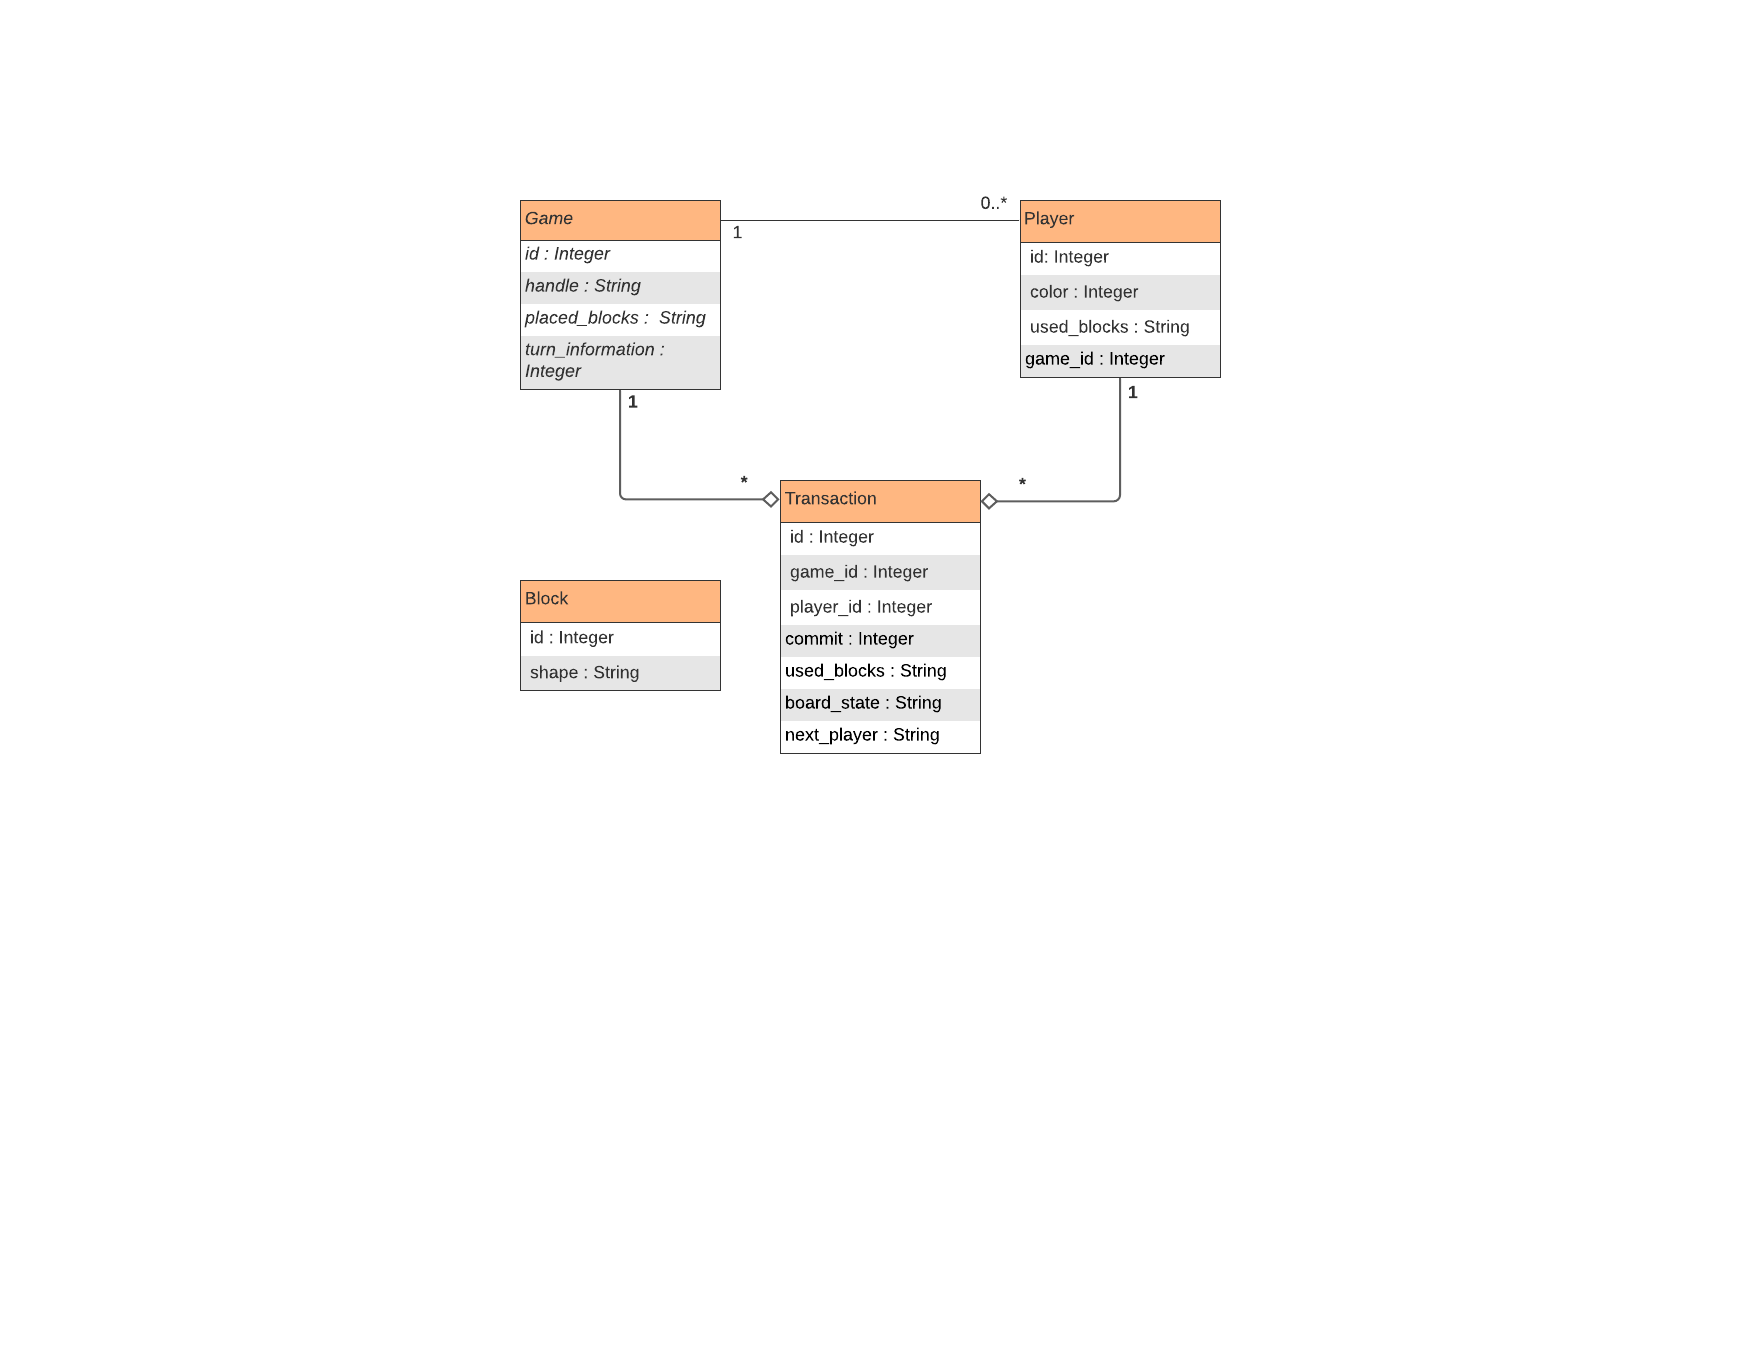 Game
id : Integer
handle : String
placed_blocks :  String
turn_information :
Integer
1
0..*
Player
id: Integer
color : Integer
used_blocks : String
game_id : Integer
1
1
*
*
Transaction
id : Integer
game_id : Integer
player_id : Integer
commit : Integer
used_blocks : String
board_state : String
next_player : String
Block
id : Integer
shape : String